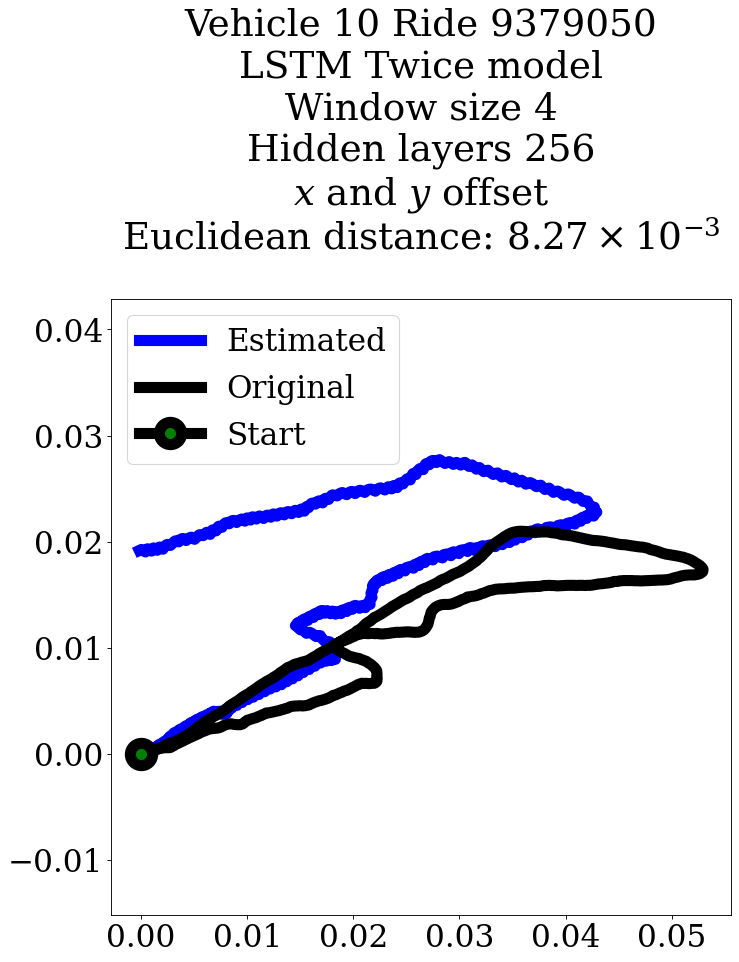 Vehicle 10 Ride 9379050
LSTM Twice model
Window size 4
Hidden layers 256
x and y offset
Euclidean distance: 8.27 × 10⁻³
Estimated
Original
Start
0.04
0.03
0.02
0.01
0.00
−0.01
0.00 0.01 0.02 0.03 0.04 0.05